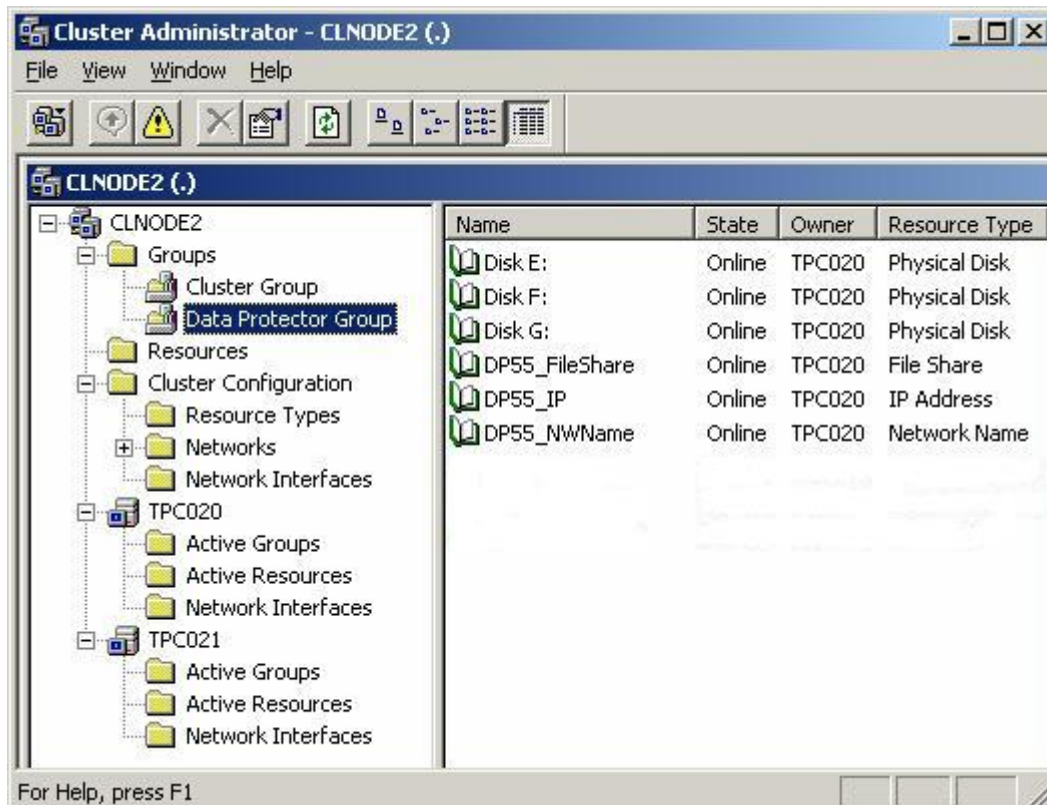 Cluster Administrator - CLNODE2 (.)
File View Window Help
CLNODE2 (.)
CLNODE2
Groups
Cluster Group
Data Protector Group
Resources
Cluster Configuration
Resource Types
Networks
Network Interfaces
TPC020
Active Groups
Active Resources
Network Interfaces
TPC021
Active Groups
Active Resources
Network Interfaces
Name State Owner Resource Type
Disk E: Online TPC020 Physical Disk
Disk F: Online TPC020 Physical Disk
Disk G: Online TPC020 Physical Disk
DP55_FileShare Online TPC020 File Share
DP55_IP Online TPC020 IP Address
DP55_NWName Online TPC020 Network Name
For Help, press F1